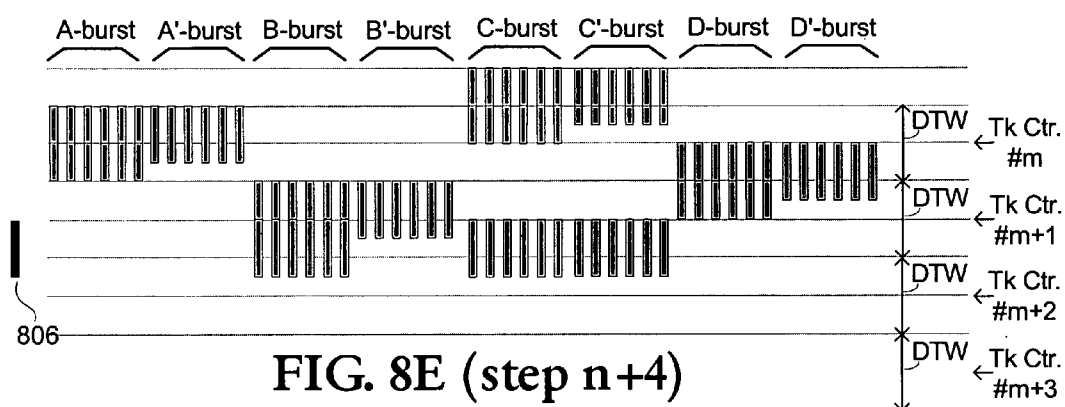 A-burst A'-burst B-burst B'-burst C-burst C'-burst D-burst D'-burst
DTW
Tk Ctr.
#m
DTW
Tk Ctr.
#m+1
DTW
Tk Ctr.
#m+2
806
DTW
Tk Ctr.
#m+3
FIG. 8E (step n+4)